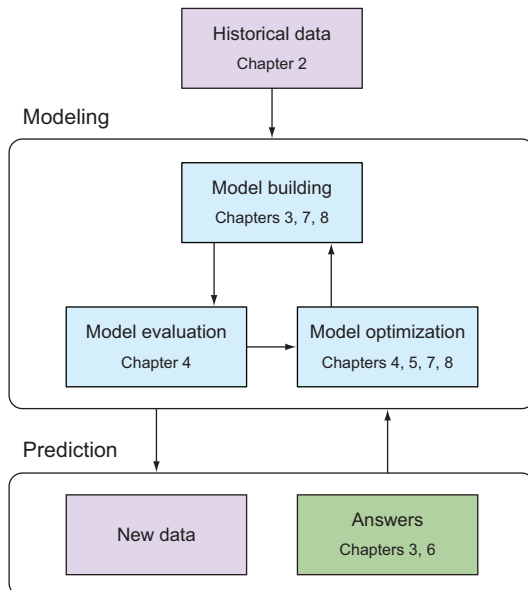 Historical data
Chapter 2
Modeling
Model building
Chapters 3, 7, 8
Model evaluation
Chapter 4
Model optimization
Chapters 4, 5, 7, 8
Prediction
New data
Answers
Chapters 3, 6